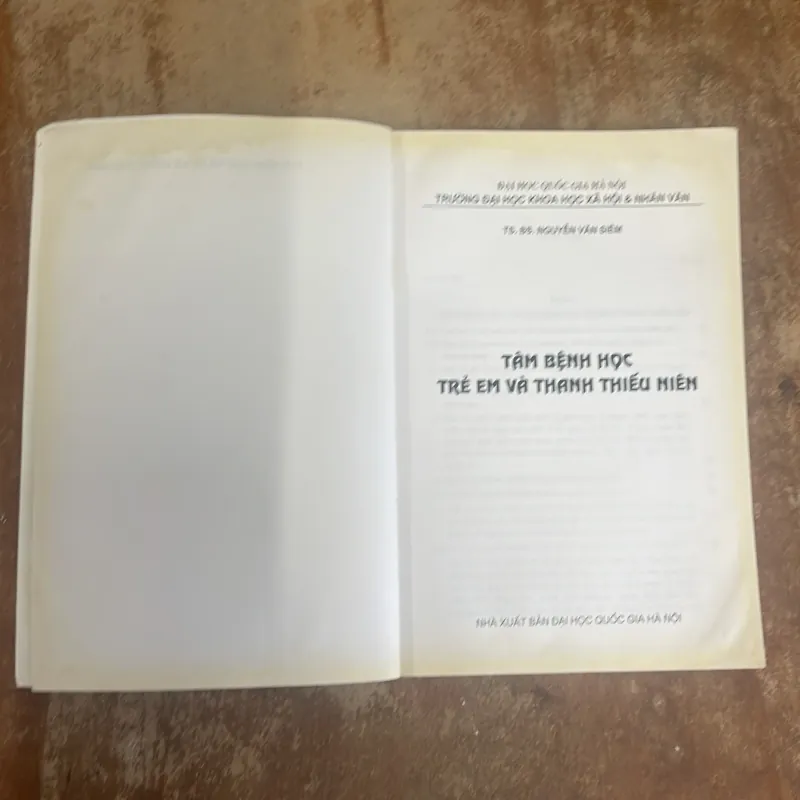 ĐẠI HỌC QUỐC GIA HÀ NỘI
TRƯỜNG ĐẠI HỌC KHOA HỌC XÃ HỘI & NHÂN VĂN
TS. BS. NGUYỄN VĂN SIÊM
TÂM BỆNH HỌC
TRẺ EM VÀ THANH THIẾU NIÊN
NHÀ XUẤT BẢN ĐẠI HỌC QUỐC GIA HÀ NỘI